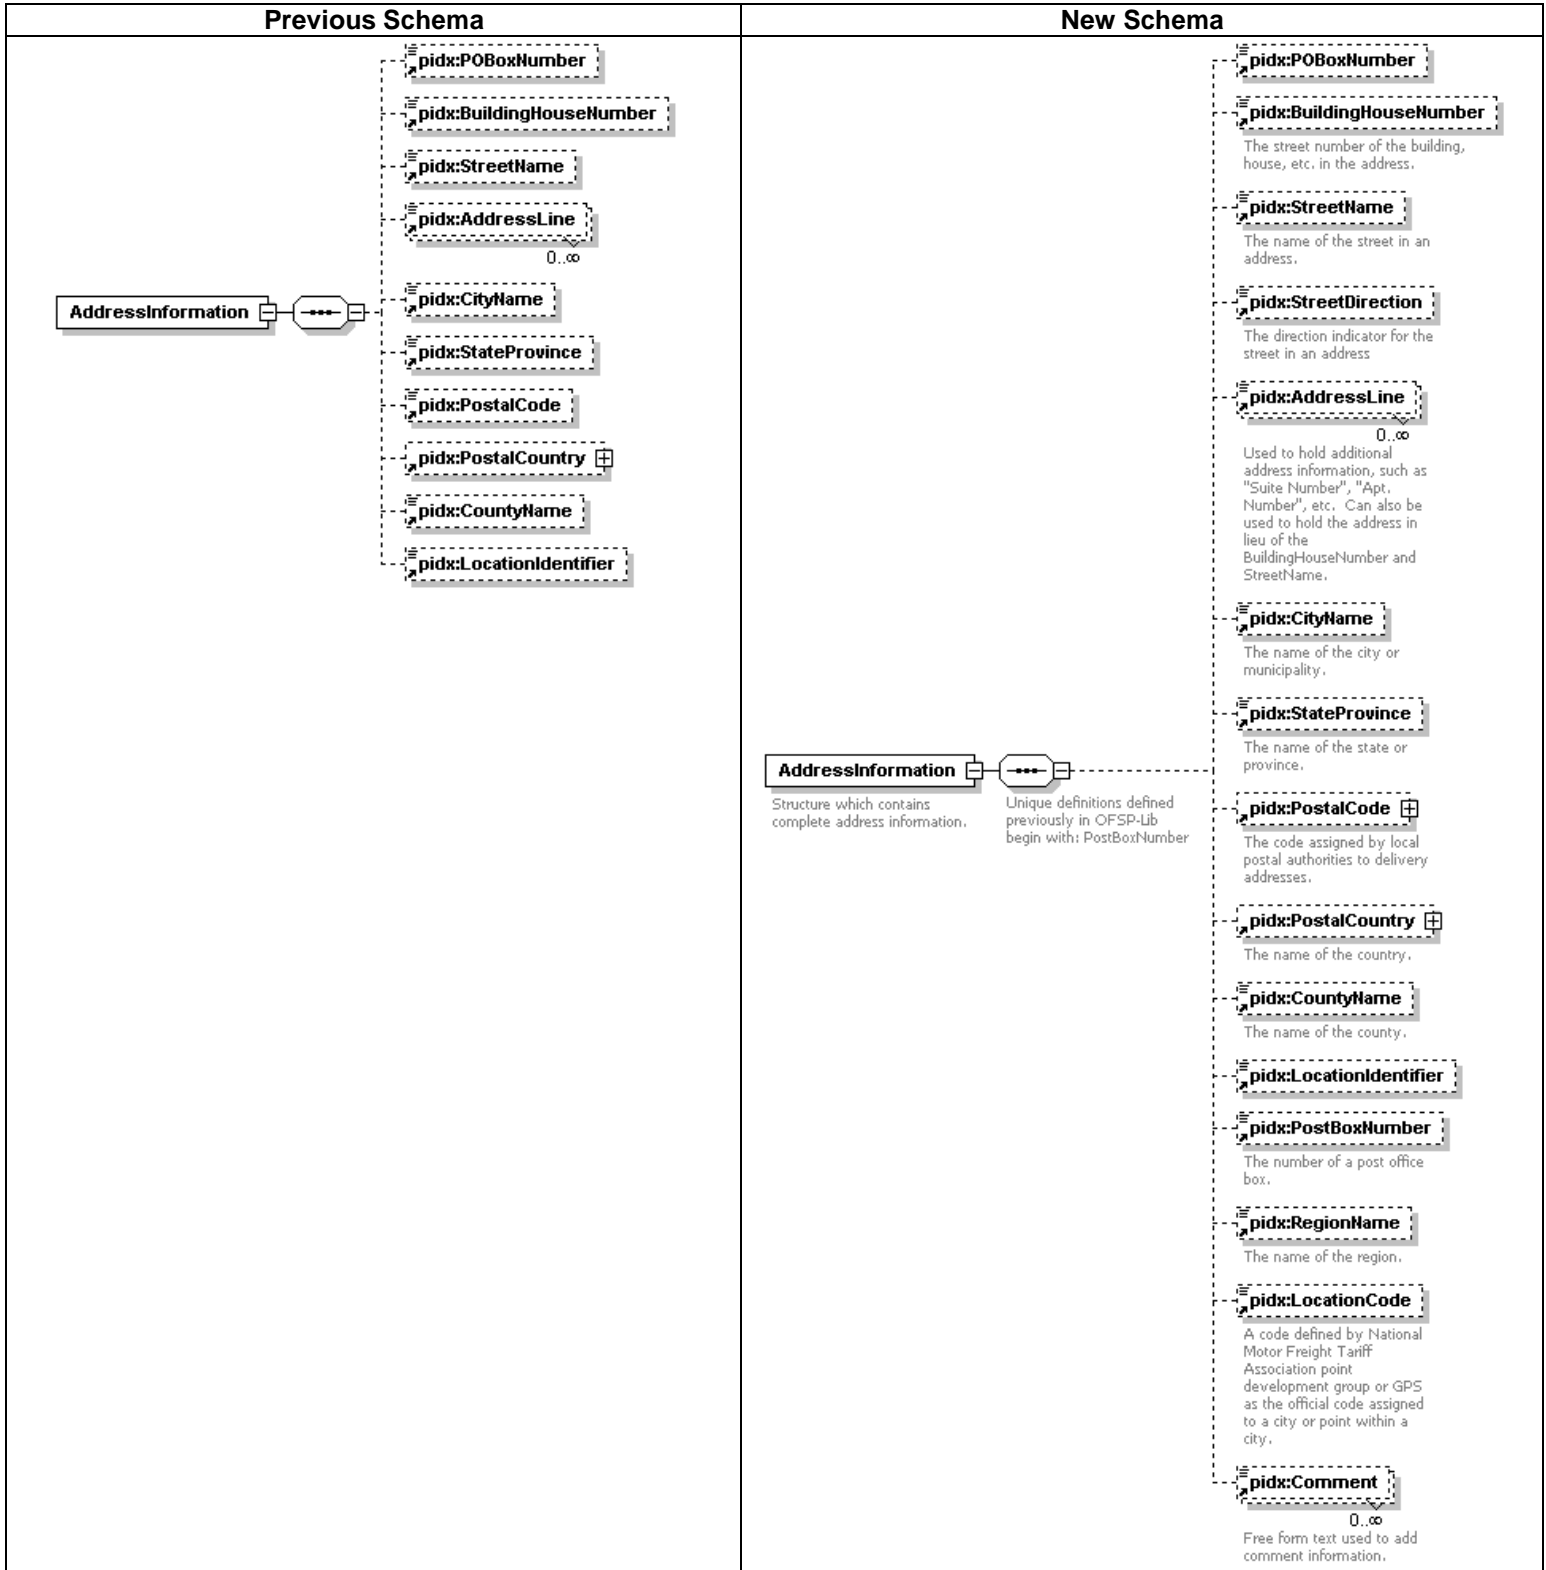 Previous Schema
New Schema
pidx:POBoxNumber
pidx:BuildingHouseNumber
pidx:StreetName
pidx:AddressLine
0..∞
AddressInformation
pidx:CityName
pidx:StateProvince
pidx:PostalCode
pidx:PostalCountry
pidx:CountyName
pidx:LocationIdentifier
AddressInformation
Structure which contains
complete address information.
Unique definitions defined
previously in OFSP-Lib
begin with: PostBoxNumber
pidx:POBoxNumber
pidx:BuildingHouseNumber
The street number of the building,
house, etc. in the address.
pidx:StreetName
The name of the street in an
address.
pidx:StreetDirection
The direction indicator for the
street in an address
pidx:AddressLine
0..∞
Used to hold additional
address information, such as
"Suite Number", "Apt.
Number", etc.  Can also be
used to hold the address in
lieu of the
BuildingHouseNumber and
StreetName.
pidx:CityName
The name of the city or
municipality.
pidx:StateProvince
The name of the state or
province.
pidx:PostalCode
The code assigned by local
postal authorities to delivery
addresses.
pidx:PostalCountry
The name of the country.
pidx:CountyName
The name of the county.
pidx:LocationIdentifier
pidx:PostBoxNumber
The number of a post office
box.
pidx:RegionName
The name of the region.
pidx:LocationCode
A code defined by National
Motor Freight Tariff
Association point
development group or GPS
as the official code assigned
to a city or point within a
city.
pidx:Comment
0..∞
Free form text used to add
comment information.